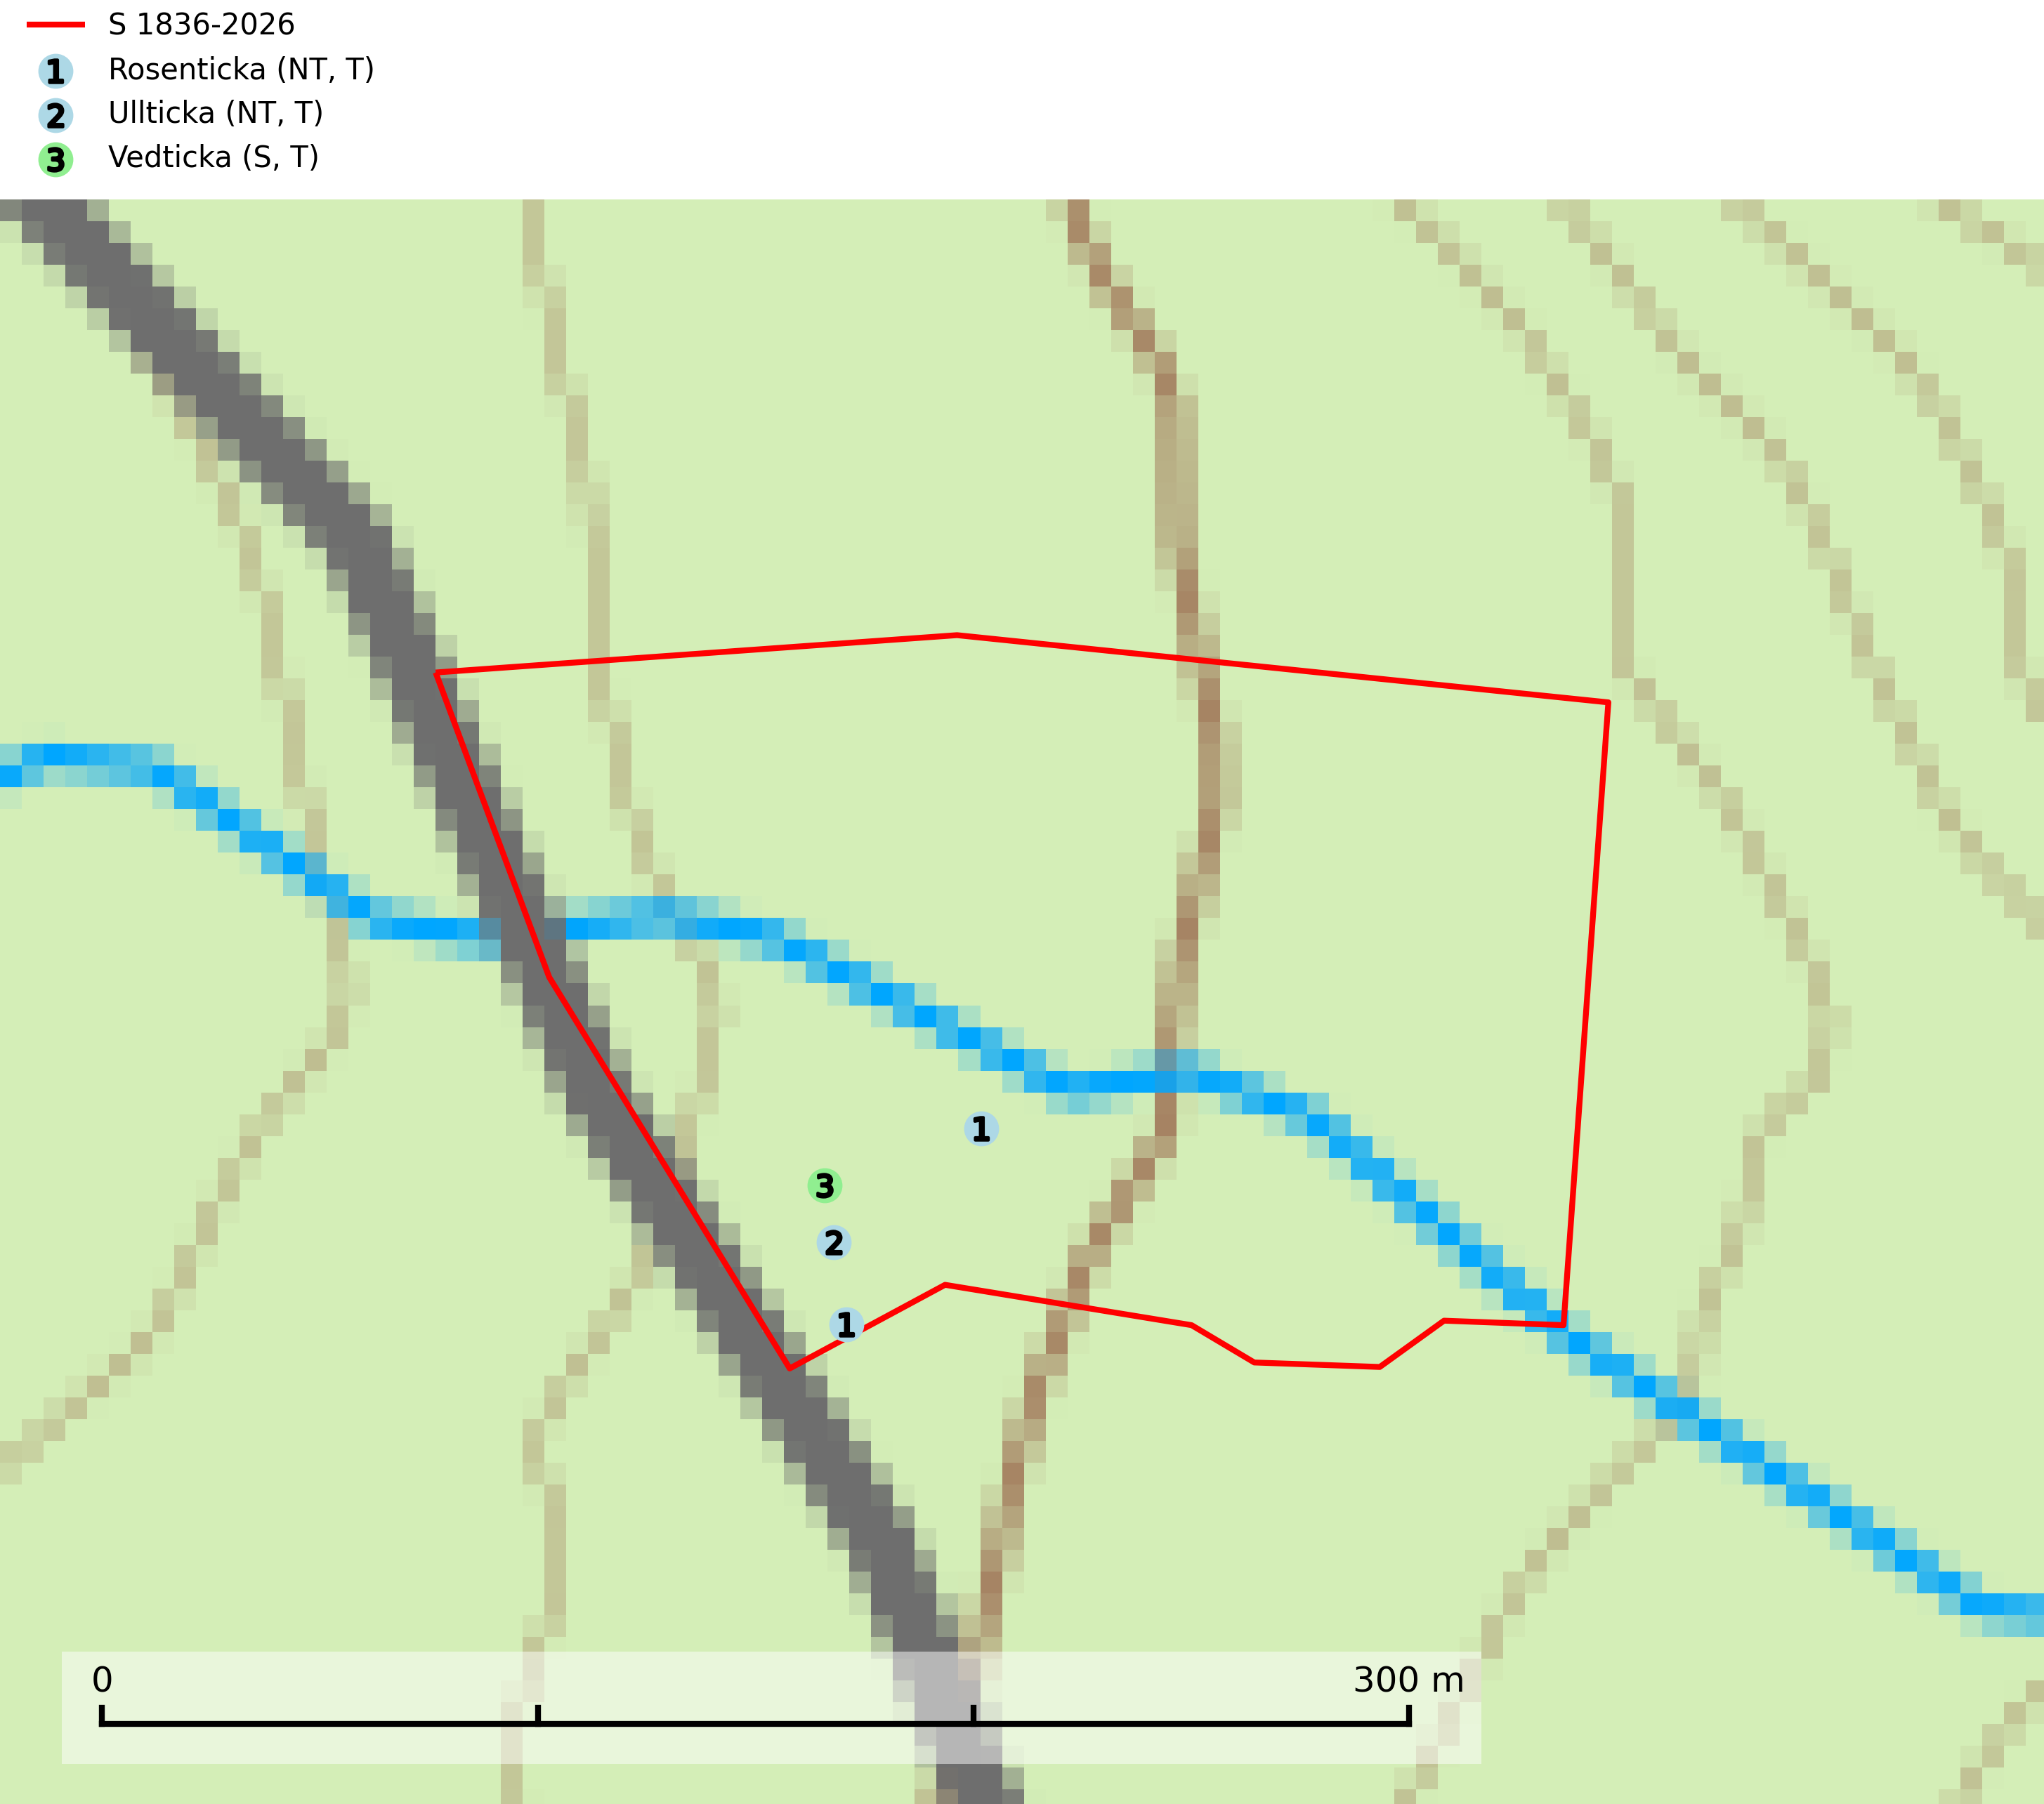 S 1836-2026
1 Rosenticka (NT, T)
2 Ullticka (NT, T)
3 Vedticka (S, T)
1
3
2
1
0 300 m